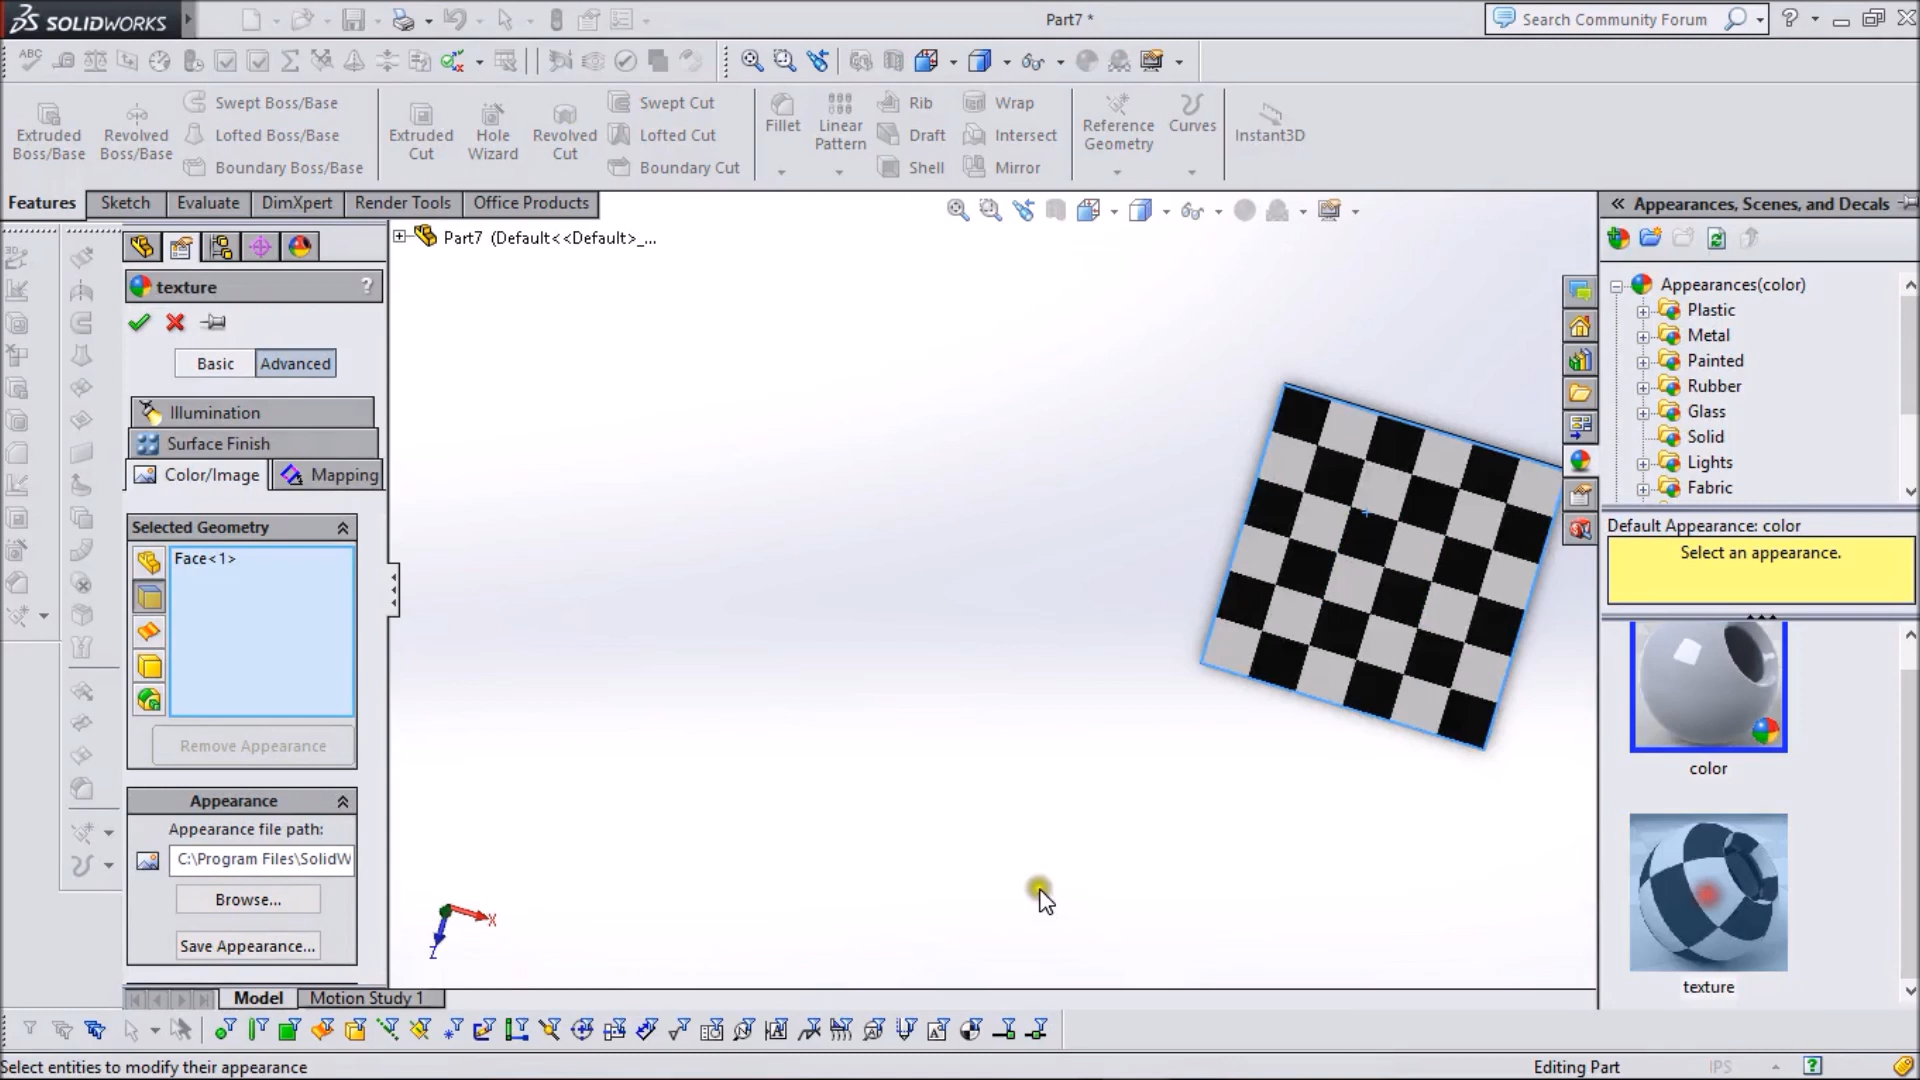 SOLIDWORKS
Part7 *
Search Community Forum
ABC
Extruded Boss/Base
Revolved Boss/Base
Swept Boss/Base
Lofted Boss/Base
Boundary Boss/Base
Extruded Cut
Hole Wizard
Revolved Cut
Swept Cut
Lofted Cut
Boundary Cut
Fillet
Linear Pattern
Rib
Draft
Shell
Wrap
Intersect
Mirror
Reference Geometry
Curves
Instant3D
Features
Sketch
Evaluate
DimXpert
Render Tools
Office Products
Part7 (Default<<Default>_...
texture
?
Basic
Advanced
Illumination
Surface Finish
Color/Image
Mapping
Selected Geometry
Face<1>
Remove Appearance
Appearance
Appearance file path:
C:\Program Files\SolidW
Browse...
Save Appearance...
X
Z
Model
Motion Study 1
Appearances, Scenes, and Decals
Appearances(color)
Plastic
Metal
Painted
Rubber
Glass
Solid
Lights
Fabric
Default Appearance: color
Select an appearance.
color
texture
Select entities to modify their appearance
Editing Part
IPS